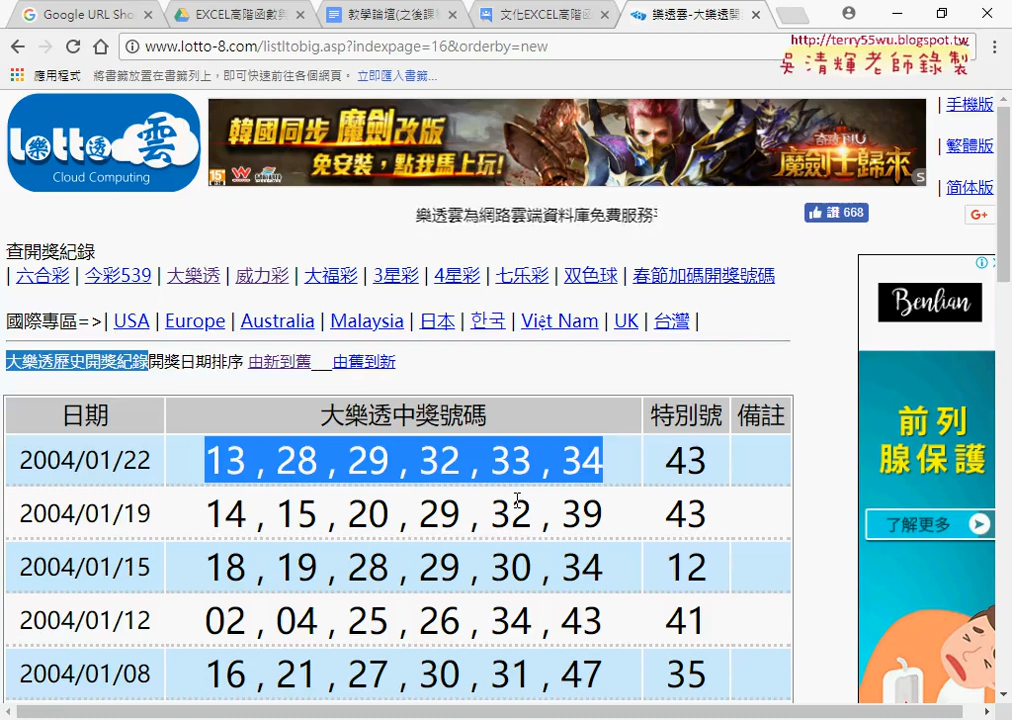 Google URL Sho
EXCEL高階函數與
教學論壇(之後課
文化EXCEL高階函
樂透雲-大樂透開
www.lotto-8.com/listltobig.asp?indexpage=16&orderby=new
http://terry55wu.blogspot.tw
吳清輝老師錄製
應用程式 將書籤放置在書籤列上，即可快速前往各個網頁。 立即匯入書籤...
lotto
樂透雲
Cloud Computing
韓國同步 魔劍改版
免安裝，點我馬上玩!
奇蹟MU
魔劍士歸來
| 手機版
| 繁體版
| 简体版
樂透雲為網路雲端資料庫免費服務
讚 668
G+
查開獎紀錄
| 六合彩 | 今彩539 | 大樂透 | 威力彩 | 大福彩 | 3星彩 | 4星彩 | 七乐彩 | 双色球 | 春節加碼開獎號碼
國際專區=>| USA | Europe | Australia | Malaysia | 日本 | 한국 | Việt Nam | UK | 台灣 |
大樂透歷史開獎紀錄開獎日期排序 由新到舊___由舊到新
日期 大樂透中獎號碼 特別號 備註
2004/01/22 13 , 28 , 29 , 32 , 33 , 34 43
2004/01/19 14 , 15 , 20 , 29 , 32 , 39 43
2004/01/15 18 , 19 , 28 , 29 , 30 , 34 12
2004/01/12 02 , 04 , 25 , 26 , 34 , 43 41
2004/01/08 16 , 21 , 27 , 30 , 31 , 47 35
Benlian
前列
腺保護
了解更多